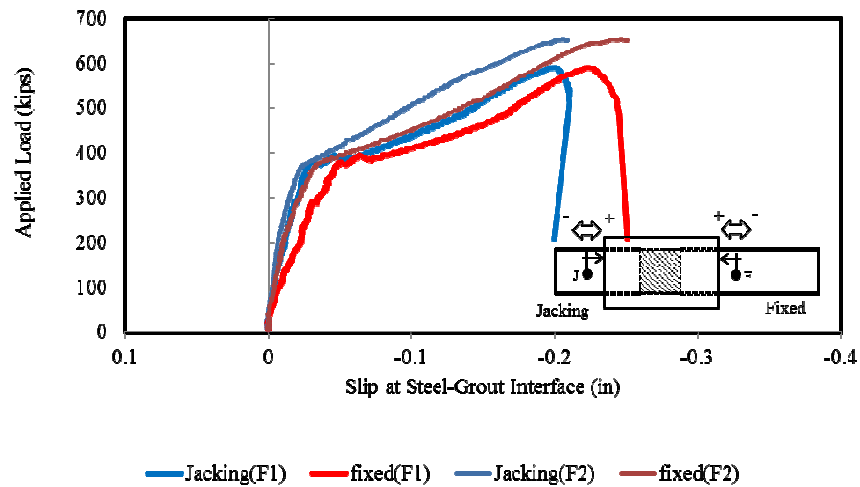 Applied Load (kips)
700
600
500
400
300
200
100
0
0.1
0
-0.1
-0.2
-0.3
-0.4
Slip at Steel-Grout Interface (in)
-
+
+
-
J
Jacking
Fixed
Jacking(F1)
fixed(F1)
Jacking(F2)
fixed(F2)